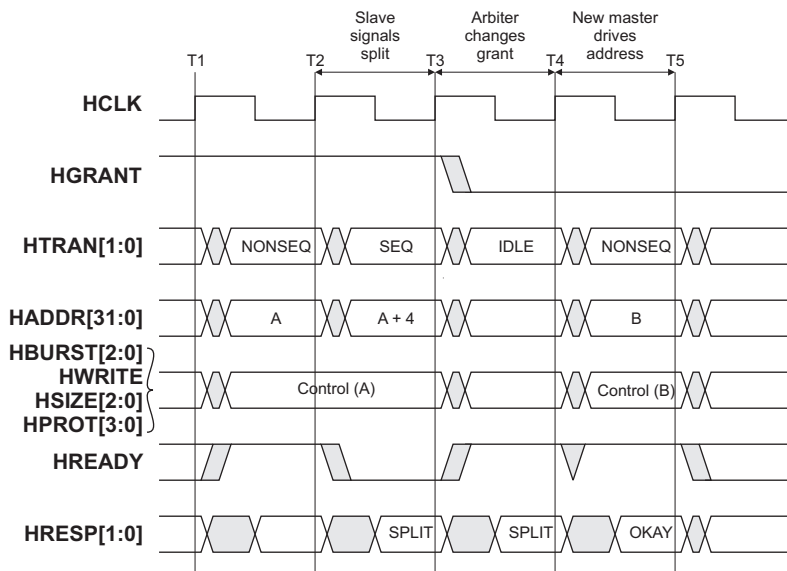 Slave
signals
split
Arbiter
changes
grant
New master
drives
address
T1
T2
T3
T4
T5
HCLK
HGRANT
HTRAN[1:0]
NONSEQ
SEQ
IDLE
NONSEQ
HADDR[31:0]
A
A + 4
B
HBURST[2:0]
HWRITE
HSIZE[2:0]
HPROT[3:0]
Control (A)
Control (B)
HREADY
HRESP[1:0]
SPLIT
SPLIT
OKAY